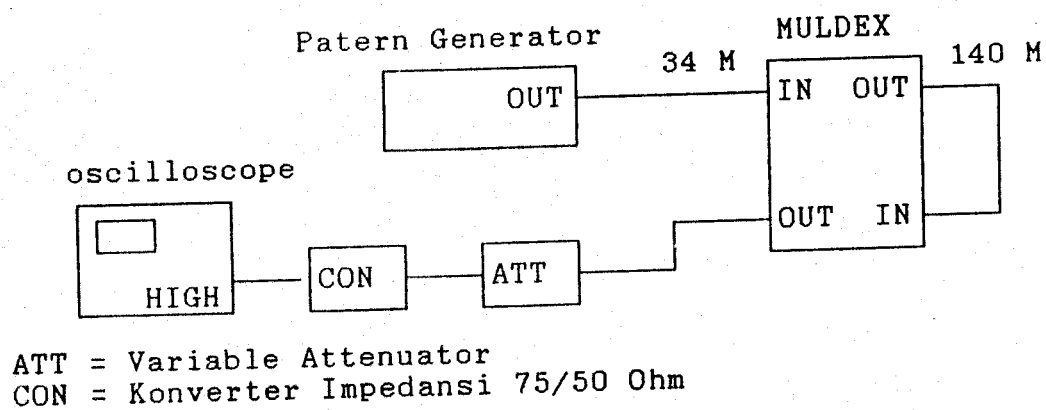 Patern Generator
MULDEX
34 M
140 M
OUT
IN OUT
oscilloscope
OUT IN
HIGH
CON
ATT
ATT = Variable Attenuator
CON = Konverter Impedansi 75/50 Ohm